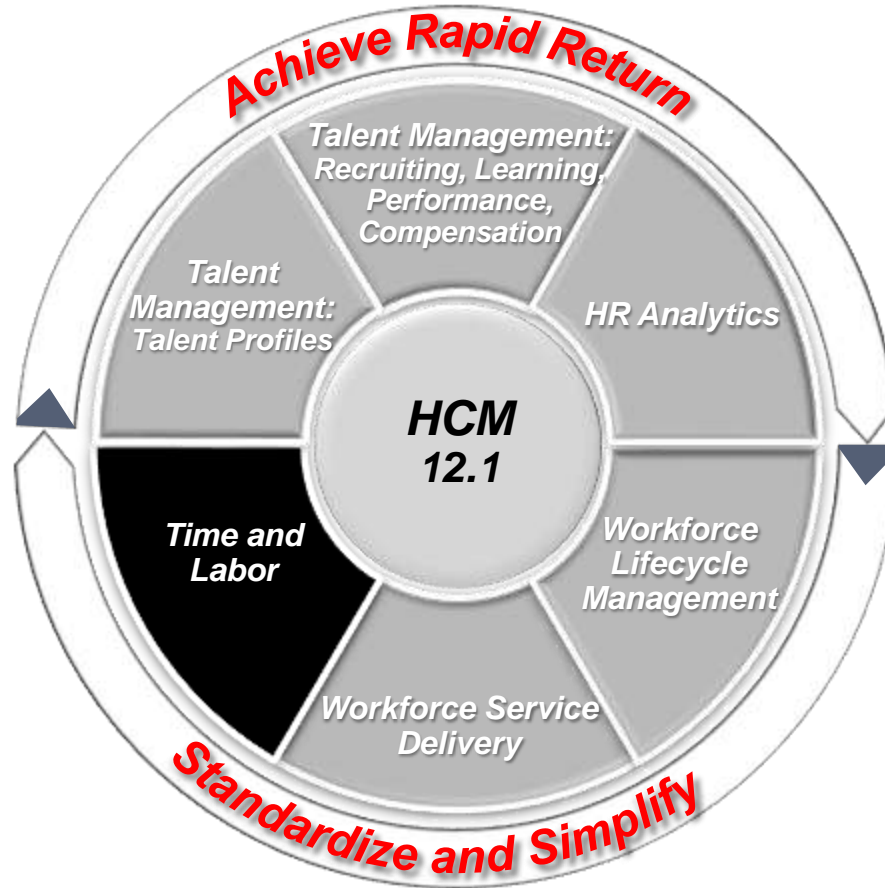 Achieve Rapid Return
Talent Management:
Recruiting, Learning,
Performance,
Compensation
Talent
Management:
Talent Profiles
HR Analytics
HCM
12.1
Time and
Labor
Workforce
Lifecycle
Management
Workforce Service
Delivery
Standardize and Simplify